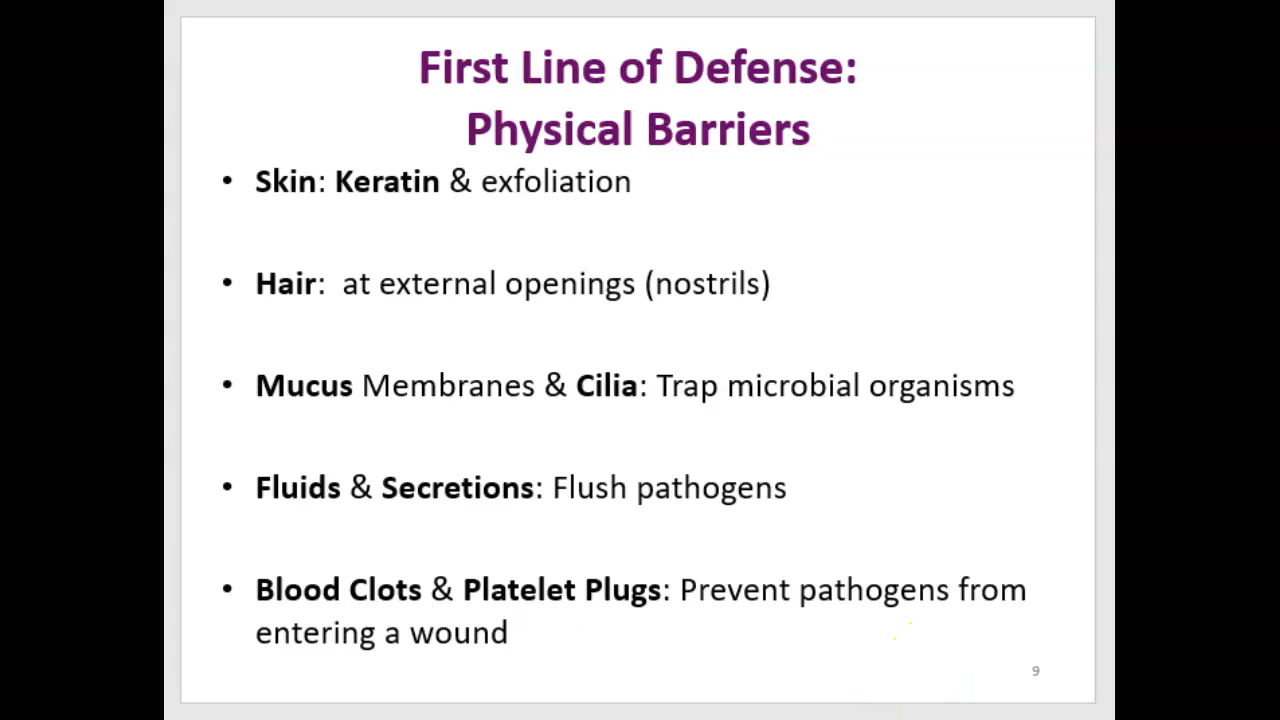 First Line of Defense:
Physical Barriers
• Skin: Keratin & exfoliation
• Hair:  at external openings (nostrils)
• Mucus Membranes & Cilia: Trap microbial organisms
• Fluids & Secretions: Flush pathogens
• Blood Clots & Platelet Plugs: Prevent pathogens from
entering a wound
9